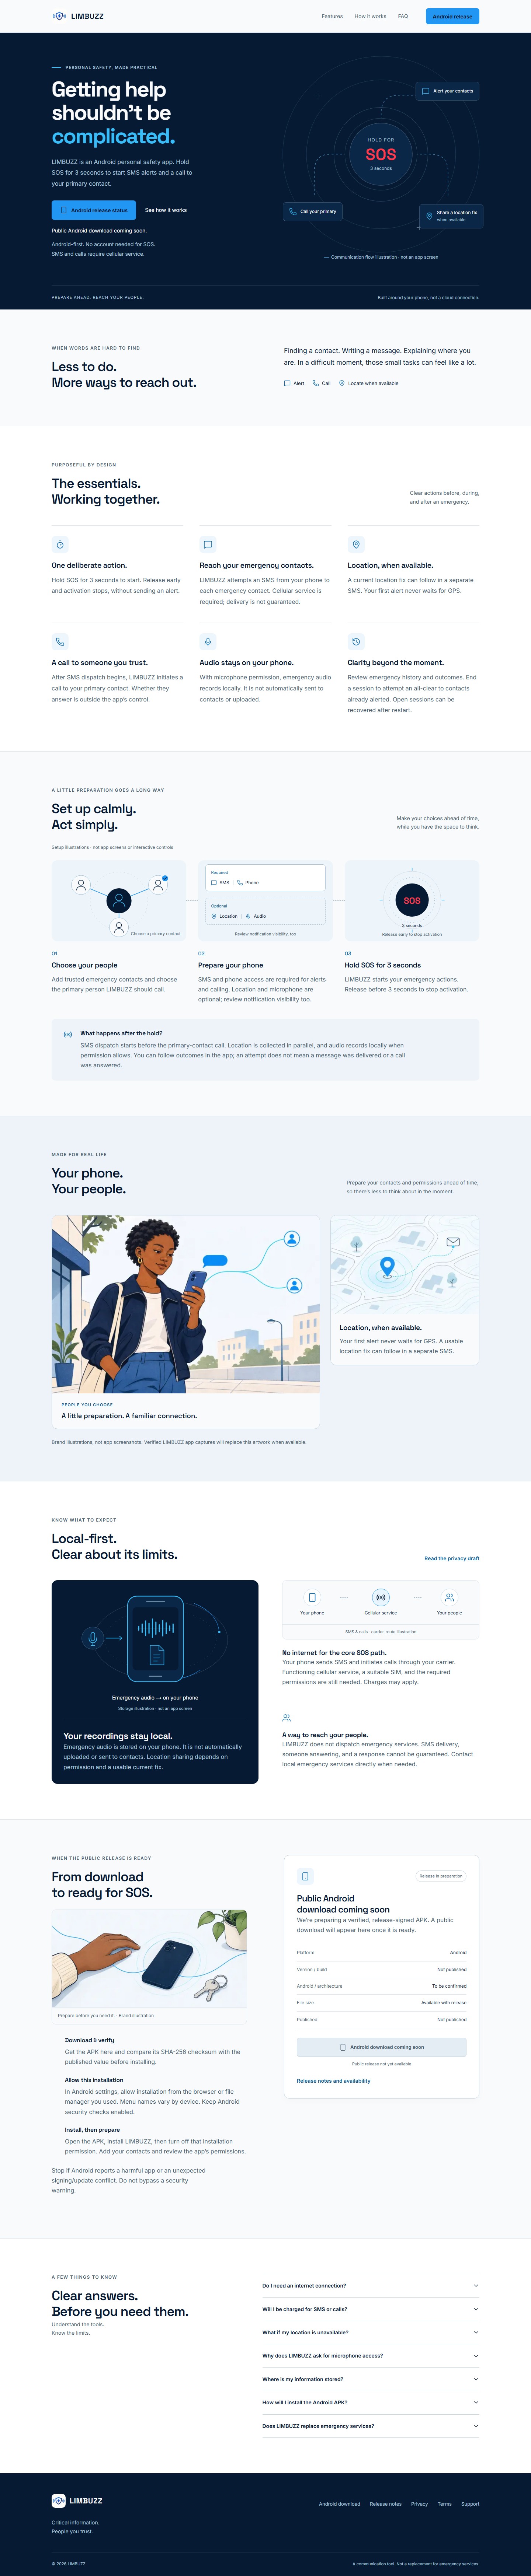 LIMBUZZ
Features How it works FAQ Android release
PERSONAL SAFETY, MADE PRACTICAL
Getting help
shouldn't be
complicated.
LIMBUZZ is an Android personal safety app. Hold
SOS for 3 seconds to start SMS alerts and a call to
your primary contact.
Android release status See how it works
Public Android download coming soon.
Android-first. No account needed for SOS.
SMS and calls require cellular service.
Alert your contacts
HOLD FOR
SOS
3 seconds
Call your primary
Share a location fix
when available
— Communication flow illustration · not an app screen
PREPARE AHEAD. REACH YOUR PEOPLE.
Built around your phone, not a cloud connection.
WHEN WORDS ARE HARD TO FIND
Less to do.
More ways to reach out.
Finding a contact. Writing a message. Explaining where you
are. In a difficult moment, those small tasks can feel like a lot.
Alert Call Locate when available
PURPOSEFUL BY DESIGN
The essentials.
Working together.
Clear actions before, during,
and after an emergency.
One deliberate action.
Hold SOS for 3 seconds to start. Release early
and activation stops, without sending an alert.
Reach your emergency contacts.
LIMBUZZ attempts an SMS from your phone to
each emergency contact. Cellular service is
required; delivery is not guaranteed.
Location, when available.
A current location fix can follow in a separate
SMS. Your first alert never waits for GPS.
A call to someone you trust.
After SMS dispatch begins, LIMBUZZ initiates a
call to your primary contact. Whether they
answer is outside the app's control.
Audio stays on your phone.
With microphone permission, emergency audio
records locally. It is not automatically sent to
contacts or uploaded.
Clarity beyond the moment.
Review emergency history and outcomes. End
a session to attempt an all-clear to contacts
already alerted. Open sessions can be
recovered after restart.
A LITTLE PREPARATION GOES A LONG WAY
Set up calmly.
Act simply.
Make your choices ahead of time,
while you have the space to think.
Setup illustrations · not app screens or interactive controls
Choose a primary contact
Required
SMS Phone
Optional
Location Audio
Review notification visibility, too
SOS
3 seconds
Release early to stop activation
01
Choose your people
Add trusted emergency contacts and choose
the primary person LIMBUZZ should call.
02
Prepare your phone
SMS and phone access are required for alerts
and calling. Location and microphone are
optional; review notification visibility too.
03
Hold SOS for 3 seconds
LIMBUZZ starts your emergency actions.
Release before 3 seconds to stop activation.
What happens after the hold?
SMS dispatch starts before the primary-contact call. Location is collected in parallel, and audio records locally when
permission allows. You can follow outcomes in the app; an attempt does not mean a message was delivered or a call
was answered.
MADE FOR REAL LIFE
Your phone.
Your people.
Prepare your contacts and permissions ahead of time,
so there's less to think about in the moment.
PEOPLE YOU CHOOSE
A little preparation. A familiar connection.
Location, when available.
Your first alert never waits for GPS. A usable
location fix can follow in a separate SMS.
Brand illustrations, not app screenshots. Verified LIMBUZZ app captures will replace this artwork when available.
KNOW WHAT TO EXPECT
Local-first.
Clear about its limits.
Read the privacy draft
Emergency audio → on your phone
Storage illustration · not an app screen
Your recordings stay local.
Emergency audio is stored on your phone. It is not automatically
uploaded or sent to contacts. Location sharing depends on
permission and a usable current fix.
Your phone Cellular service Your people
SMS & calls · carrier-route illustration
No internet for the core SOS path.
Your phone sends SMS and initiates calls through your carrier.
Functioning cellular service, a suitable SIM, and the required
permissions are still needed. Charges may apply.
A way to reach your people.
LIMBUZZ does not dispatch emergency services. SMS delivery,
someone answering, and a response cannot be guaranteed. Contact
local emergency services directly when needed.
WHEN THE PUBLIC RELEASE IS READY
From download
to ready for SOS.
Prepare before you need it. · Brand illustration
Download & verify
Get the APK here and compare its SHA-256 checksum with the
published value before installing.
Allow this installation
In Android settings, allow installation from the browser or file
manager you used. Menu names vary by device. Keep Android
security checks enabled.
Install, then prepare
Open the APK, install LIMBUZZ, then turn off that installation
permission. Add your contacts and review the app's permissions.
Stop if Android reports a harmful app or an unexpected
signing/update conflict. Do not bypass a security
warning.
Release in preparation
Public Android
download coming soon
We're preparing a verified, release-signed APK. A public
download will appear here once it is ready.
Platform Android
Version / build Not published
Android / architecture To be confirmed
File size Available with release
Published Not published
Android download coming soon
Public release not yet available
Release notes and availability
A FEW THINGS TO KNOW
Clear answers.
Before you need them.
Understand the tools.
Know the limits.
Do I need an internet connection?
Will I be charged for SMS or calls?
What if my location is unavailable?
Why does LIMBUZZ ask for microphone access?
Where is my information stored?
How will I install the Android APK?
Does LIMBUZZ replace emergency services?
LIMBUZZ
Critical information.
People you trust.
Android download Release notes Privacy Terms Support
© 2026 LIMBUZZ
A communication tool. Not a replacement for emergency services.